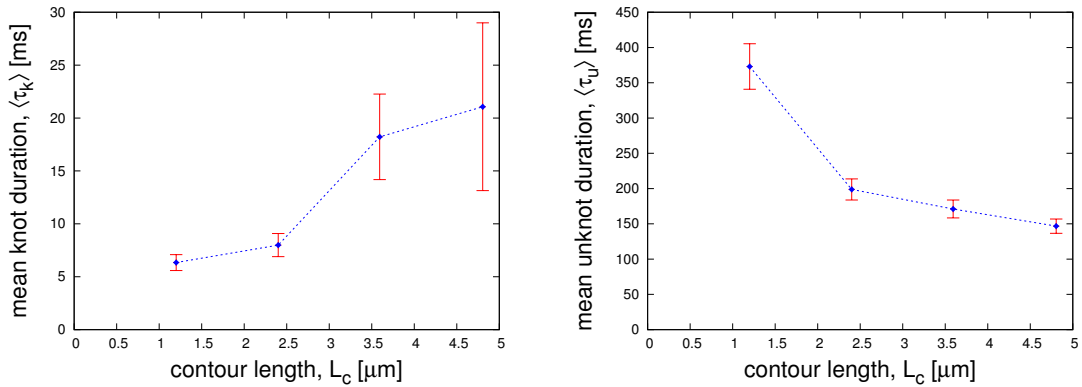 mean knot duration, ⟨τk⟩ [ms]
30
25
20
15
10
5
0
0 0.5 1 1.5 2 2.5 3 3.5 4 4.5 5
contour length, Lc [μm]
mean unknot duration, ⟨τu⟩ [ms]
450
400
350
300
250
200
150
100
50
0
0 0.5 1 1.5 2 2.5 3 3.5 4 4.5 5
contour length, Lc [μm]